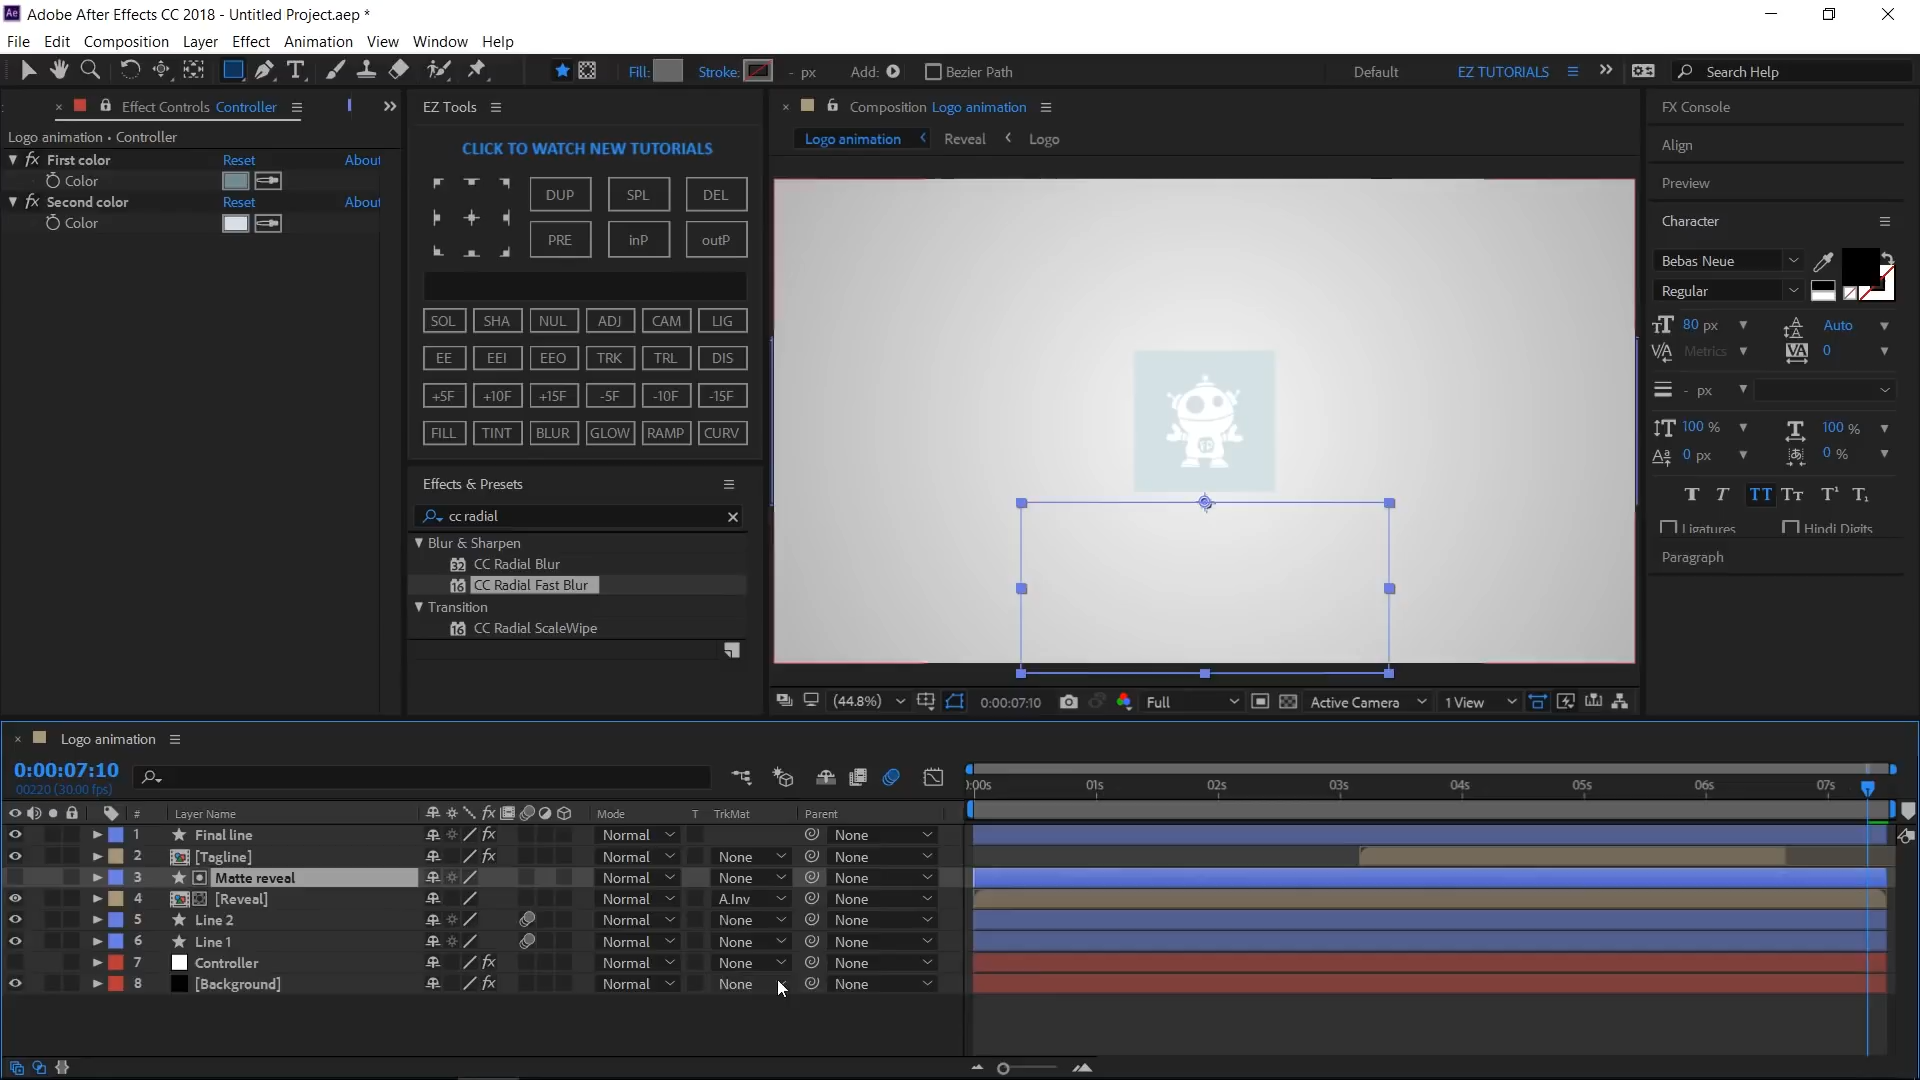 Adobe After Effects CC 2018 - Untitled Project.aep *
File Edit Composition Layer Effect Animation View Window Help
Fill: Stroke: - px Add: Bezier Path Default EZ TUTORIALS Search Help
Effect Controls Controller
Logo animation • Controller
First color Reset About
Color
Second color Reset About
Color
EZ Tools
CLICK TO WATCH NEW TUTORIALS
DUP SPL DEL
PRE inP outP
SOL SHA NUL ADJ CAM LIG
EE EEI EEO TRK TRL DIS
+5F +10F +15F -5F -10F -15F
FILL TINT BLUR GLOW RAMP CURV
Effects & Presets
cc radial
Blur & Sharpen
CC Radial Blur
CC Radial Fast Blur
Transition
CC Radial ScaleWipe
Composition Logo animation
Logo animation Reveal Logo
(44.8%) 0:00:07:10 Full Active Camera 1 View
FX Console
Align
Preview
Character
Bebas Neue
Regular
80 px Auto
Metrics 0
- px
100 % 100 %
0 px 0 %
T T TT Tт T¹ T₁
Ligatures Hindi Digits
Paragraph
Logo animation
0:00:07:10
00220 (30.00 fps)
:00s 01s 02s 03s 04s 05s 06s 07s
# Layer Name Mode T TrkMat Parent
1 Final line Normal None
2 [Tagline] Normal None None
3 Matte reveal Normal None None
4 [Reveal] Normal A.Inv None
5 Line 2 Normal None None
6 Line 1 Normal None None
7 Controller Normal None None
8 [Background] Normal None None